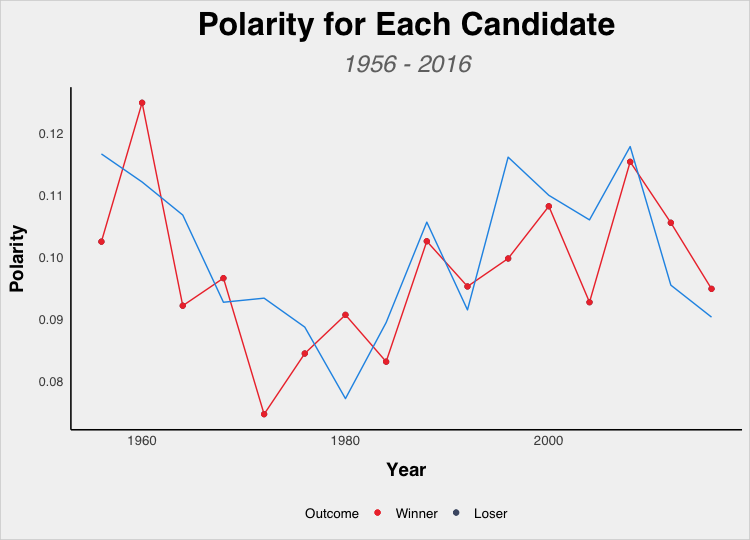 Polarity for Each Candidate
1956 - 2016
Polarity
0.12
0.11
0.10
0.09
0.08
1960 1980 2000
Year
Outcome Winner Loser